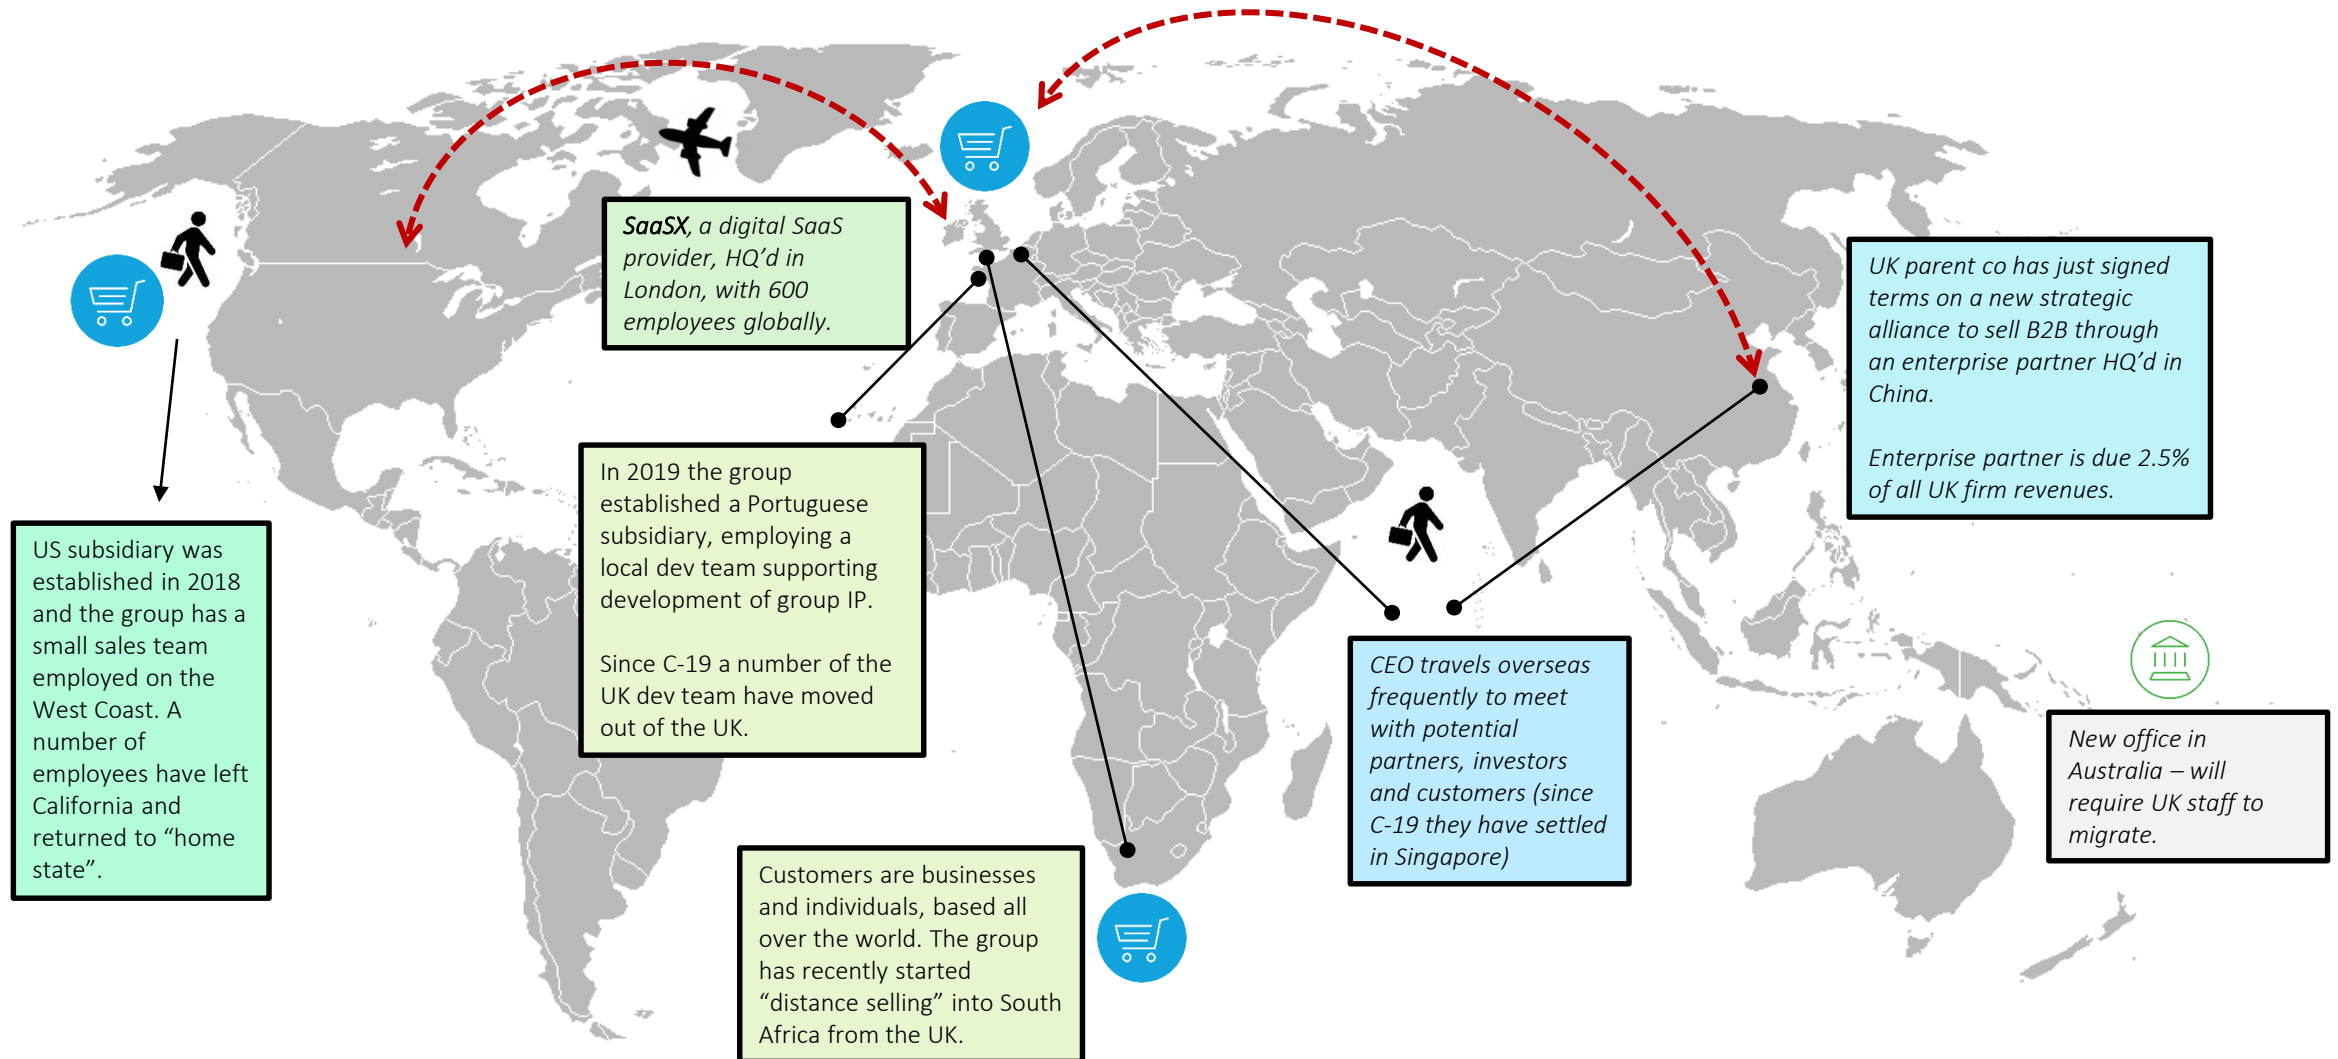 SaaSX, a digital SaaS
provider, HQ’d in
London, with 600
employees globally.
UK parent co has just signed
terms on a new strategic
alliance to sell B2B through
an enterprise partner HQ’d in
China.
Enterprise partner is due 2.5%
of all UK firm revenues.
In 2019 the group
established a Portuguese
subsidiary, employing a
local dev team supporting
development of group IP.
Since C-19 a number of the
UK dev team have moved
out of the UK.
US subsidiary was
established in 2018
and the group has a
small sales team
employed on the
West Coast. A
number of
employees have left
California and
returned to “home
state”.
CEO travels overseas
frequently to meet
with potential
partners, investors
and customers (since
C-19 they have settled
in Singapore)
New office in
Australia – will
require UK staff to
migrate.
Customers are businesses
and individuals, based all
over the world. The group
has recently started
“distance selling” into South
Africa from the UK.